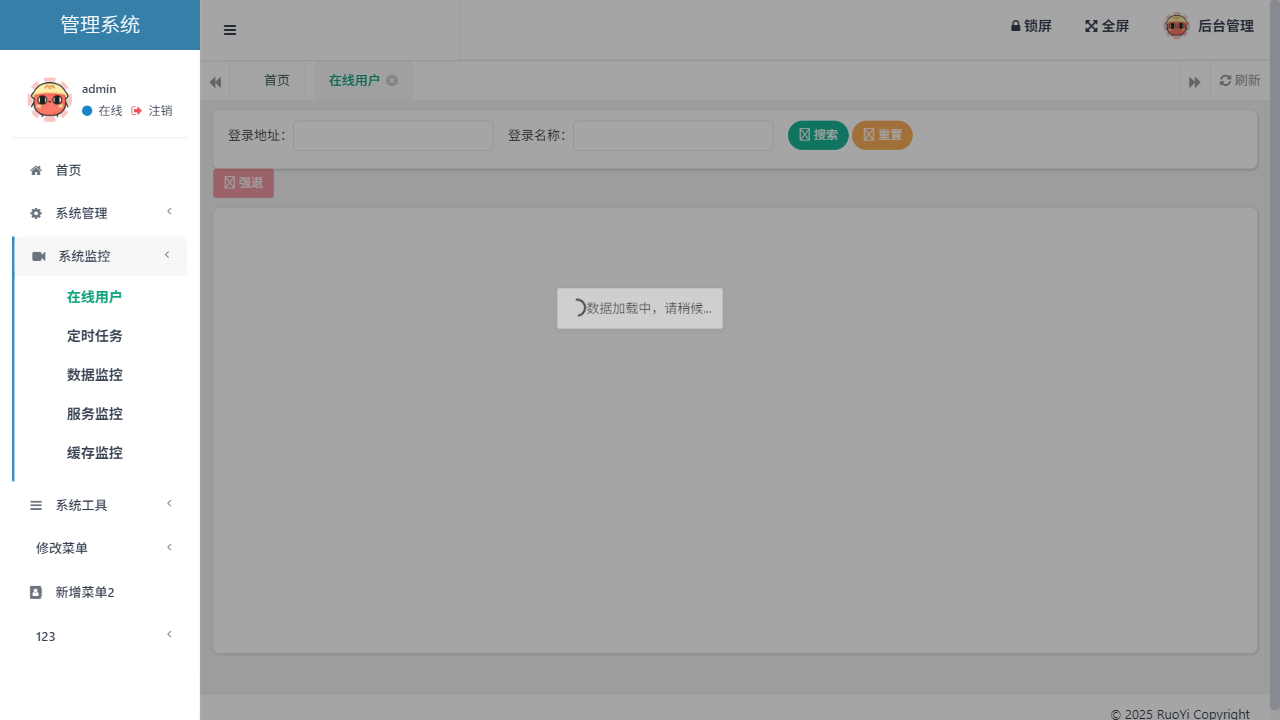 管理系统
锁屏 全屏 后台管理
首页 在线用户 刷新
admin
在线 注销
登录地址： 登录名称： 搜索 重置
强退
首页
系统管理
系统监控
在线用户
定时任务
数据监控
服务监控
缓存监控
系统工具
修改菜单
新增菜单2
123
数据加载中，请稍候...
© 2025 RuoYi Copyright